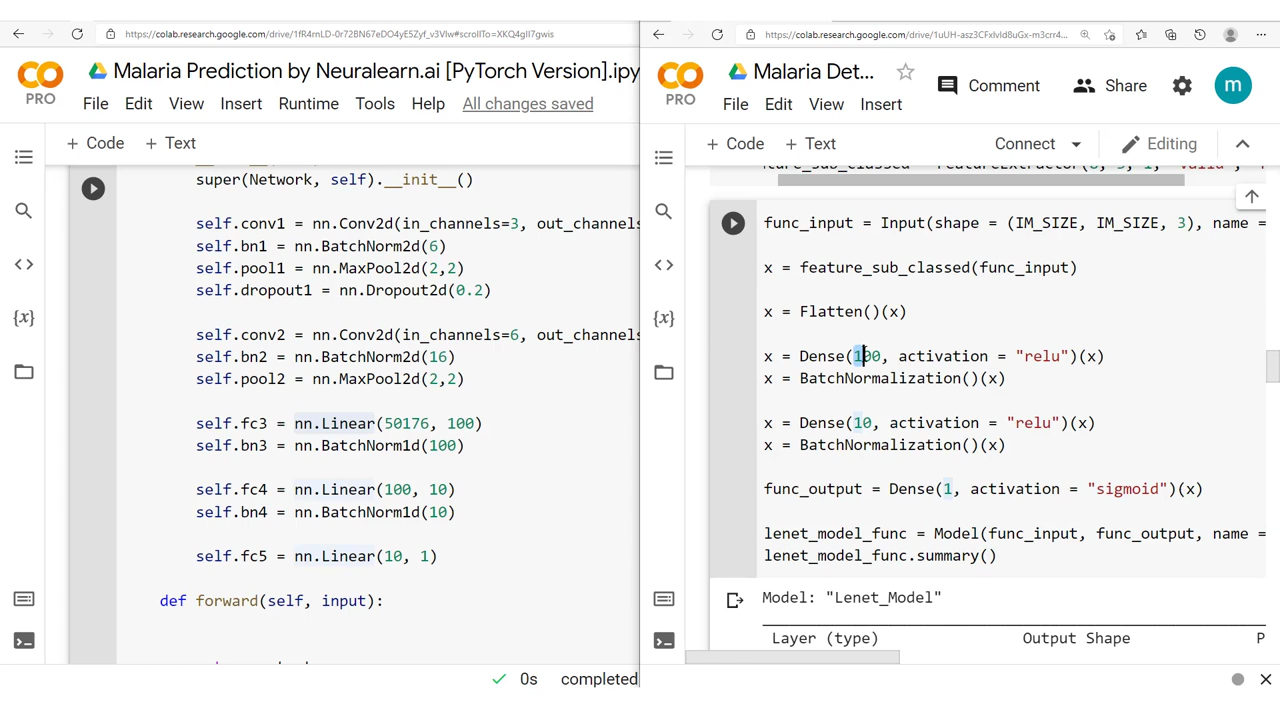 https://colab.research.google.com/drive/1fR4rnLD-0r72BN67eDO4yE5Zyf_v3Vlw#scrollTo=XKQ4gII7gwis
PRO
Malaria Prediction by Neuralearn.ai [PyTorch Version].ipy
File Edit View Insert Runtime Tools Help All changes saved
+ Code + Text
super(Network, self).__init__()
self.conv1 = nn.Conv2d(in_channels=3, out_channels
self.bn1 = nn.BatchNorm2d(6)
self.pool1 = nn.MaxPool2d(2,2)
self.dropout1 = nn.Dropout2d(0.2)
self.conv2 = nn.Conv2d(in_channels=6, out_channels
self.bn2 = nn.BatchNorm2d(16)
self.pool2 = nn.MaxPool2d(2,2)
self.fc3 = nn.Linear(50176, 100)
self.bn3 = nn.BatchNorm1d(100)
self.fc4 = nn.Linear(100, 10)
self.bn4 = nn.BatchNorm1d(10)
self.fc5 = nn.Linear(10, 1)
def forward(self, input):
0s completed
https://colab.research.google.com/drive/1uUH-asz3CFxlvld8uGx-m3crr4...
PRO
Malaria Det...
File Edit View Insert
Comment Share m
+ Code + Text Connect Editing
func_input = Input(shape = (IM_SIZE, IM_SIZE, 3), name =
x = feature_sub_classed(func_input)
x = Flatten()(x)
x = Dense(100, activation = "relu")(x)
x = BatchNormalization()(x)
x = Dense(10, activation = "relu")(x)
x = BatchNormalization()(x)
func_output = Dense(1, activation = "sigmoid")(x)
lenet_model_func = Model(func_input, func_output, name =
lenet_model_func.summary()
Model: "Lenet_Model"
Layer (type) Output Shape P